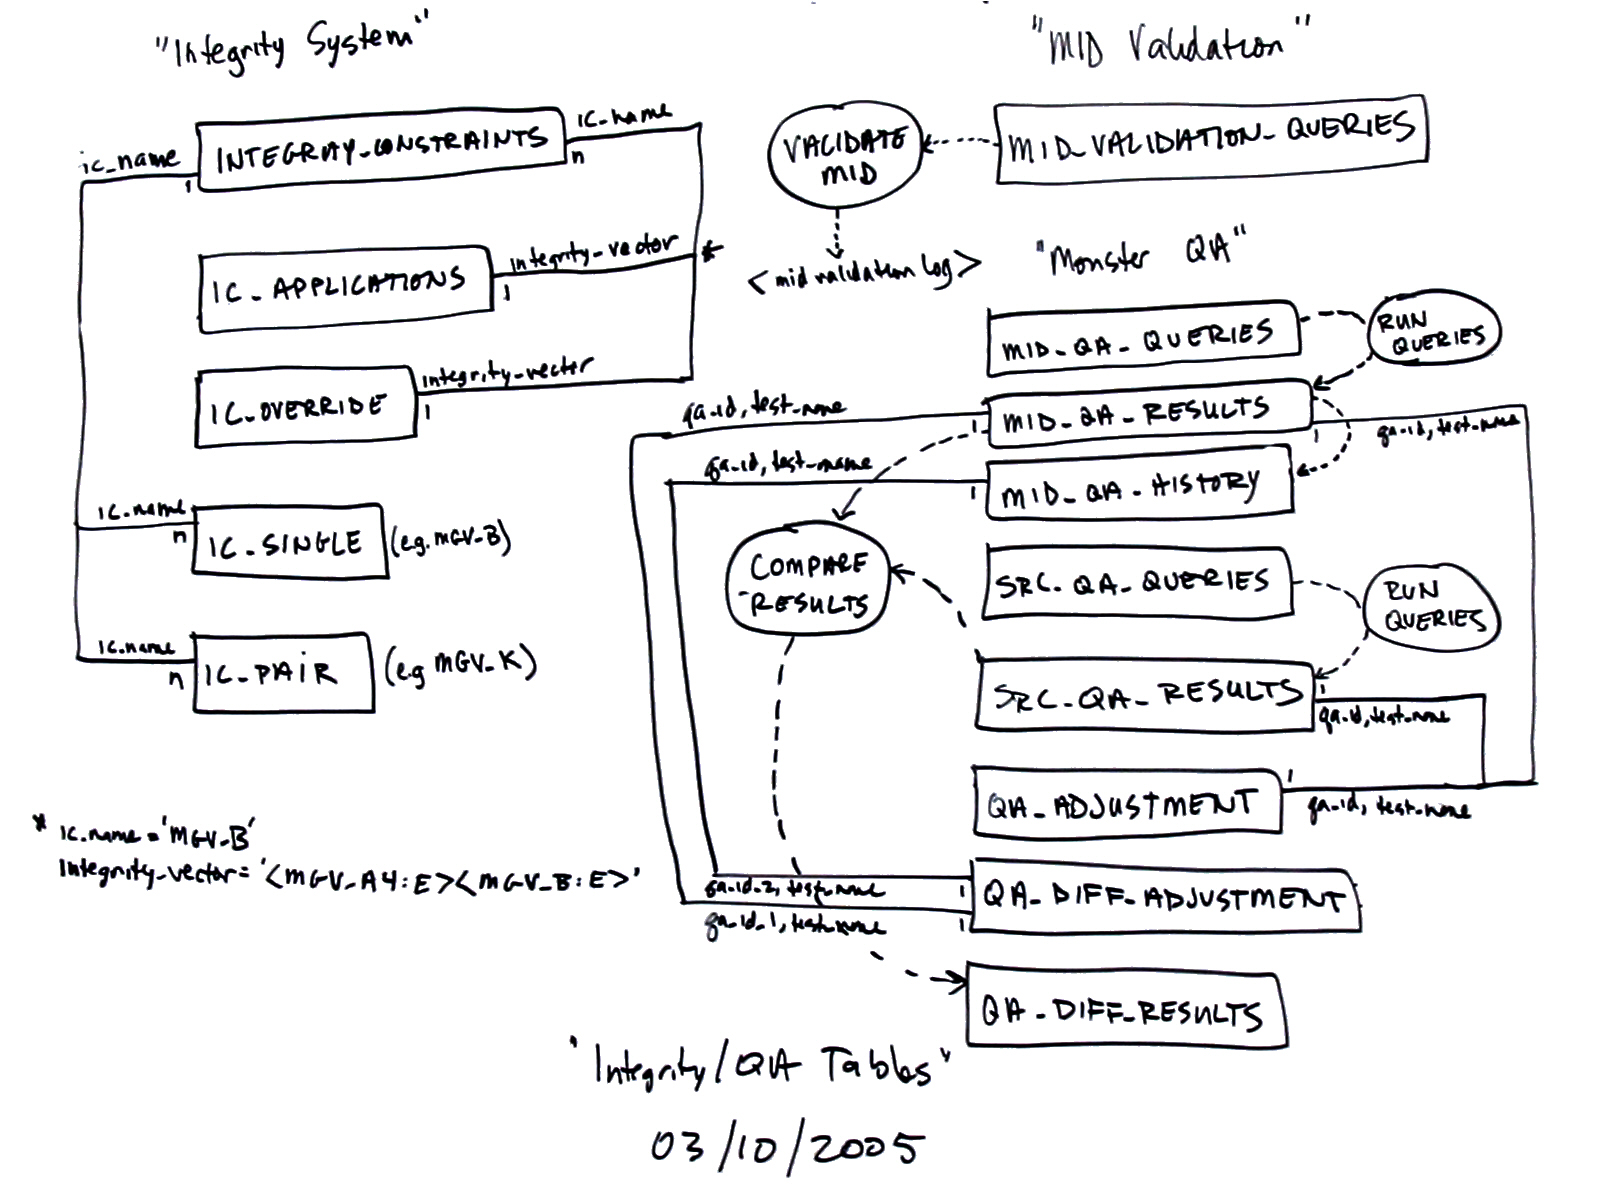 "Integrity System"
ic_name
INTEGRITY_CONSTRAINTS
ic_name
1
n
IC_APPLICATIONS
integrity_vector
*
1
IC_OVERRIDE
integrity_vector
1
ic_name
n
IC_SINGLE
(e.g. MGV_B)
ic_name
n
IC_PAIR
(e.g MGV_K)
* ic_name = 'MGV_B'
integrity_vector = '<MGV_A4:E><MGV_B:E>'
"MID Validation"
VALIDATE
MID
MID_VALIDATION_QUERIES
<mid validation log>
"Monster QA"
MID_QA_QUERIES
RUN
QUERIES
qa_id, test_name
1
MID_QA_RESULTS
1
qa_id, test_name
qa_id, test_name
1
MID_QA_HISTORY
COMPARE
RESULTS
SRC_QA_QUERIES
RUN
QUERIES
SRC_QA_RESULTS
1
qa_id, test_name
QA_ADJUSTMENT
1
qa_id, test_name
qa_id_2, test_name
1
QA_DIFF_ADJUSTMENT
qa_id_1, test_name
1
QA_DIFF_RESULTS
"Integrity/QA Tables"
03/10/2005